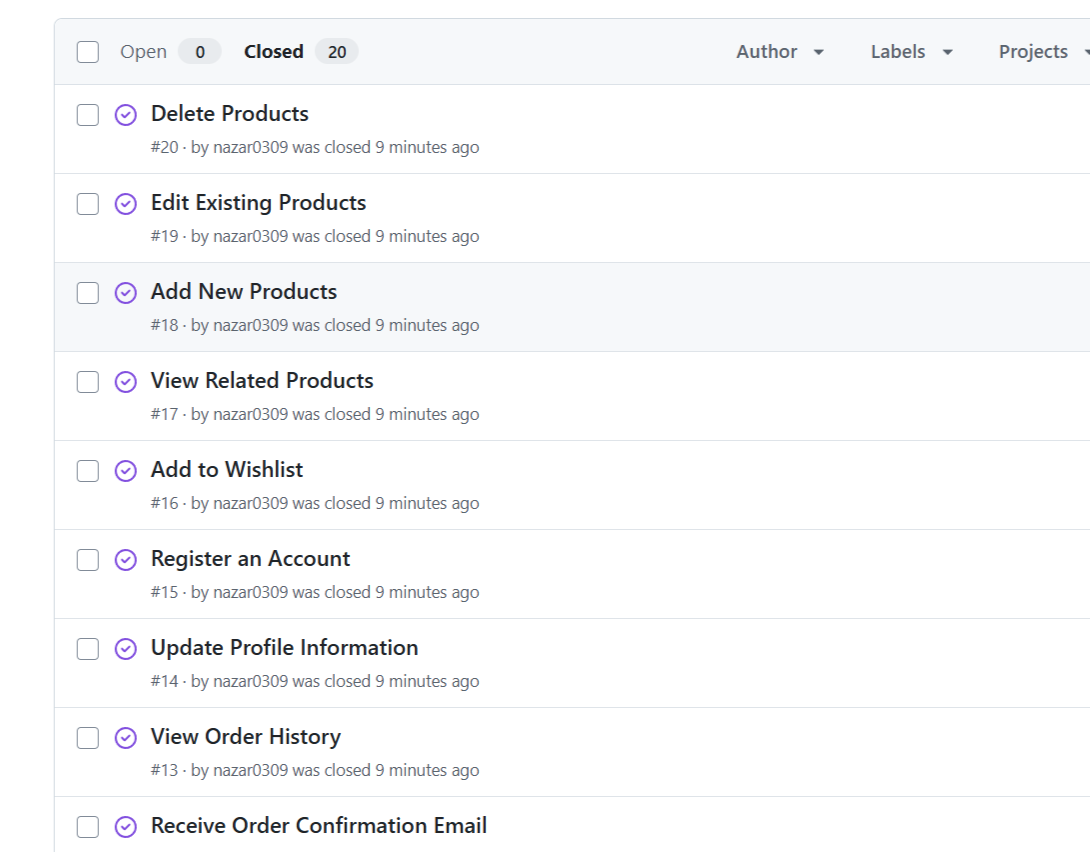 Open 0 Closed 20 Author Labels Projects
Delete Products
#20 · by nazar0309 was closed 9 minutes ago
Edit Existing Products
#19 · by nazar0309 was closed 9 minutes ago
Add New Products
#18 · by nazar0309 was closed 9 minutes ago
View Related Products
#17 · by nazar0309 was closed 9 minutes ago
Add to Wishlist
#16 · by nazar0309 was closed 9 minutes ago
Register an Account
#15 · by nazar0309 was closed 9 minutes ago
Update Profile Information
#14 · by nazar0309 was closed 9 minutes ago
View Order History
#13 · by nazar0309 was closed 9 minutes ago
Receive Order Confirmation Email